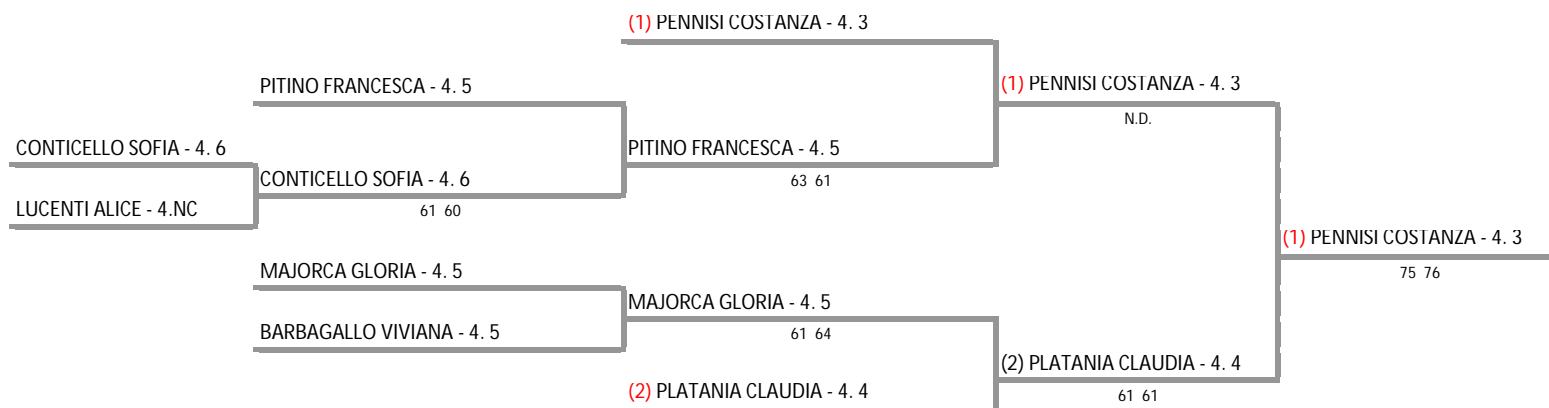 (1) PENNISI COSTANZA - 4. 3
PITINO FRANCESCA - 4. 5
(1) PENNISI COSTANZA - 4. 3
N.D.
CONTICELLO SOFIA - 4. 6
PITINO FRANCESCA - 4. 5
63 61
CONTICELLO SOFIA - 4. 6
61 60
LUCENTI ALICE - 4.NC
(1) PENNISI COSTANZA - 4. 3
75 76
MAJORCA GLORIA - 4. 5
MAJORCA GLORIA - 4. 5
61 64
BARBAGALLO VIVIANA - 4. 5
(2) PLATANIA CLAUDIA - 4. 4
61 61
(2) PLATANIA CLAUDIA - 4. 4